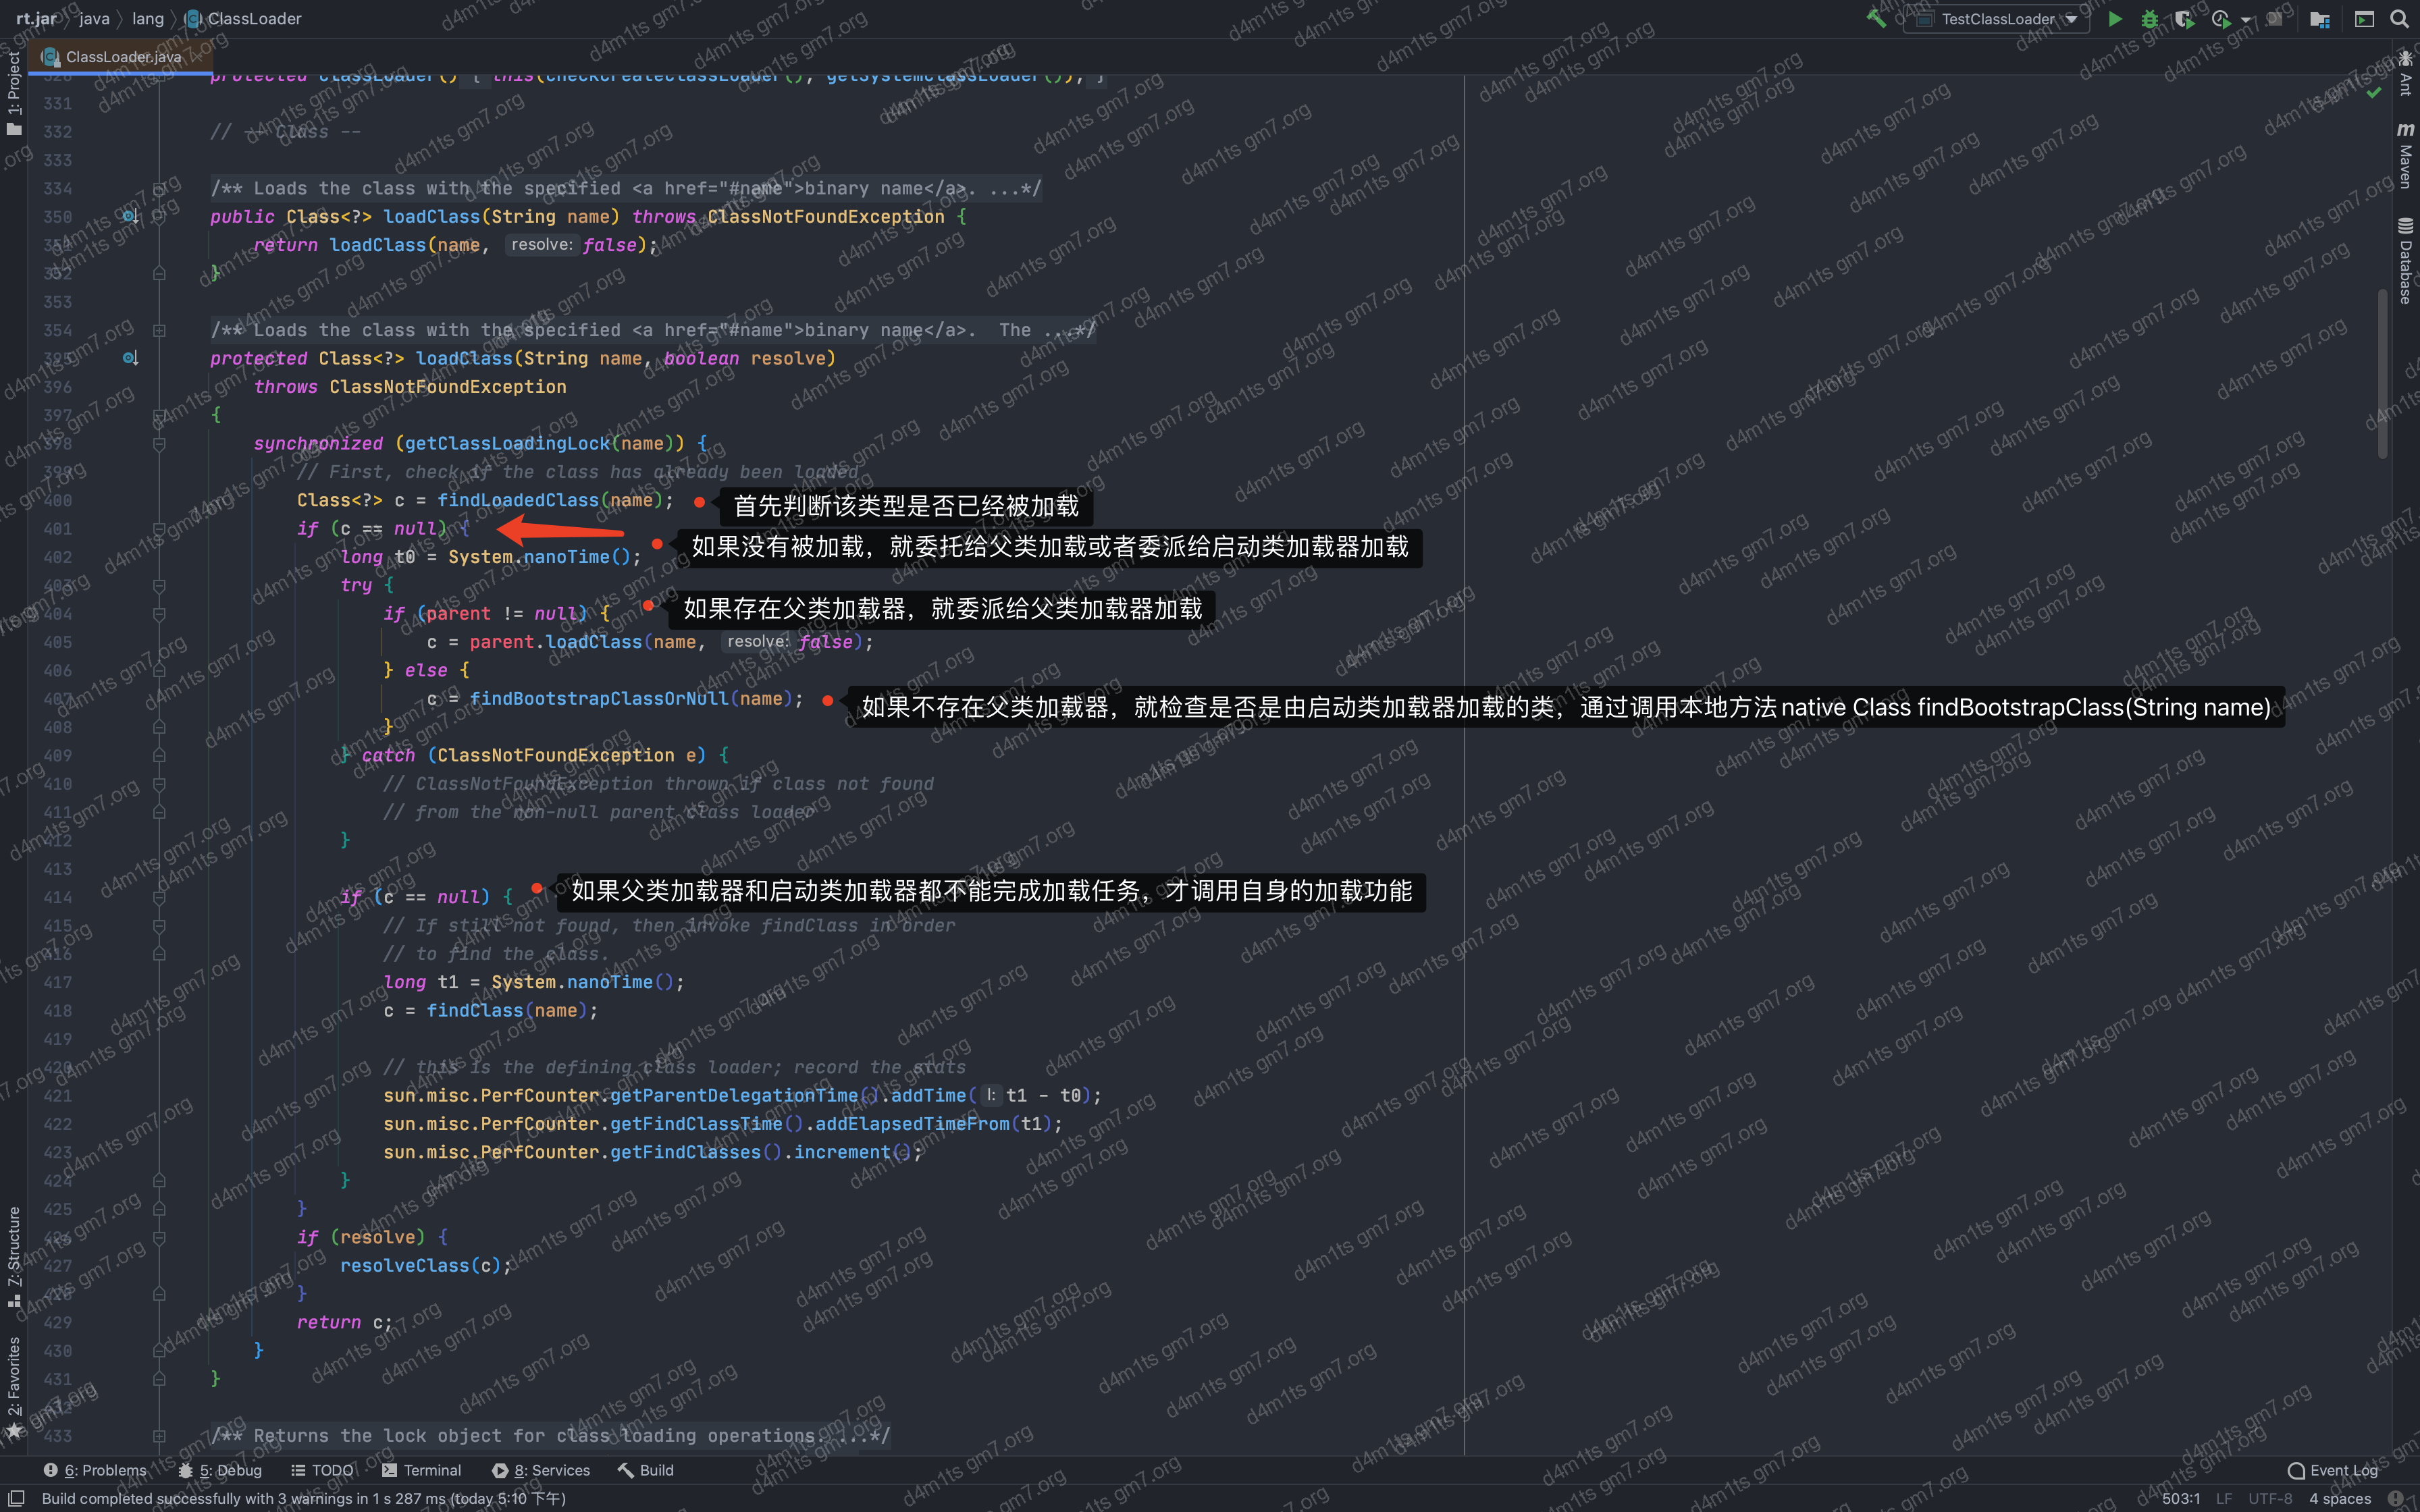 rt.jar java lang ClassLoader
TestClassLoader
ClassLoader.java
protected ClassLoader() { this(checkCreateClassLoader(), getSystemClassLoader()); }
331
332 // -- Class --
333
334 /** Loads the class with the specified <a href="#name">binary name</a>. ...*/
350 public Class<?> loadClass(String name) throws ClassNotFoundException {
351 return loadClass(name, resolve: false);
352 }
353
354 /** Loads the class with the specified <a href="#name">binary name</a>.  The ...*/
395 protected Class<?> loadClass(String name, boolean resolve)
396 throws ClassNotFoundException
397 {
398 synchronized (getClassLoadingLock(name)) {
399 // First, check if the class has already been loaded
400 Class<?> c = findLoadedClass(name); 首先判断该类型是否已经被加载
401 if (c == null) {
如果没有被加载，就委托给父类加载或者委派给启动类加载器加载
402 long t0 = System.nanoTime();
403 try {
404 if (parent != null) { 如果存在父类加载器，就委派给父类加载器加载
405 c = parent.loadClass(name, resolve: false);
406 } else {
407 c = findBootstrapClassOrNull(name); 如果不存在父类加载器，就检查是否是由启动类加载器加载的类，通过调用本地方法native Class findBootstrapClass(String name)
408 }
409 } catch (ClassNotFoundException e) {
410 // ClassNotFoundException thrown if class not found
411 // from the non-null parent class loader
412 }
413
414 if (c == null) { 如果父类加载器和启动类加载器都不能完成加载任务，才调用自身的加载功能
415 // If still not found, then invoke findClass in order
416 // to find the class.
417 long t1 = System.nanoTime();
418 c = findClass(name);
419
420 // this is the defining class loader; record the stats
421 sun.misc.PerfCounter.getParentDelegationTime().addTime( l: t1 - t0);
422 sun.misc.PerfCounter.getFindClassTime().addElapsedTimeFrom(t1);
423 sun.misc.PerfCounter.getFindClasses().increment();
424 }
425 }
426 if (resolve) {
427 resolveClass(c);
428 }
429 return c;
430 }
431 }
432
433 /** Returns the lock object for class loading operations. ...*/
1: Project
7: Structure
2: Favorites
Ant
Maven
Database
6: Problems 5: Debug TODO Terminal 8: Services Build Event Log
Build completed successfully with 3 warnings in 1 s 287 ms (today 5:10 下午) 503:1 LF UTF-8 4 spaces
d4m1ts gm7.org